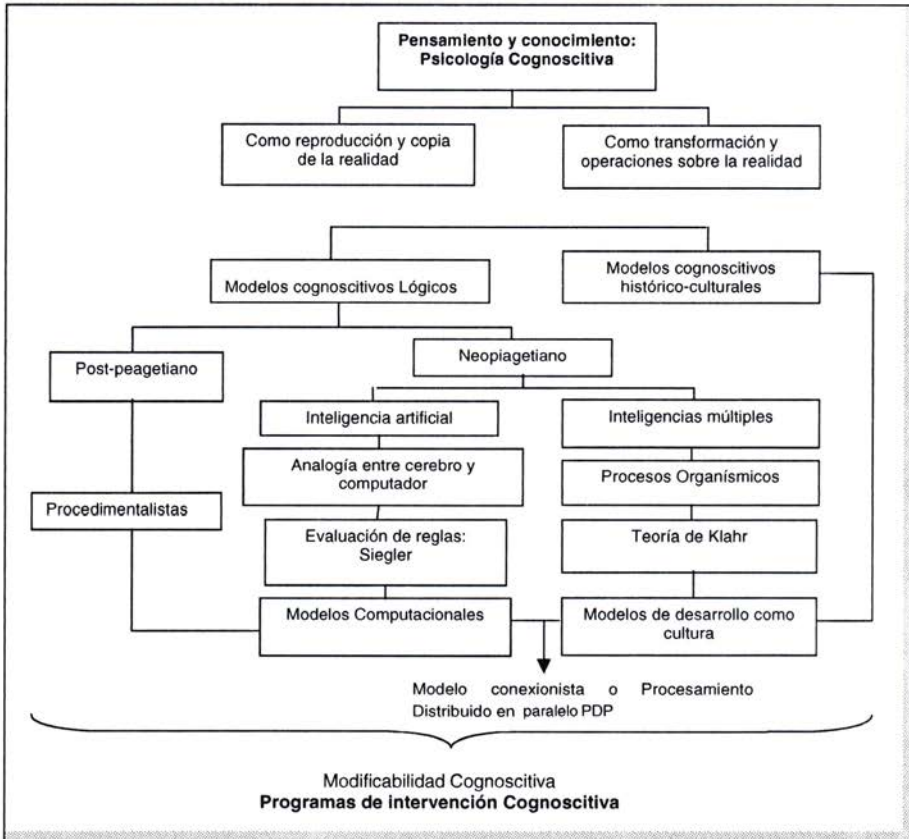 Pensamiento y conocimiento:
Psicología Cognoscitiva
Como reproducción y copia
de la realidad
Como transformación y
operaciones sobre la realidad
Modelos cognoscitivos
histórico-culturales
Modelos cognoscitivos Lógicos
Neopiagetiano
Post-peagetiano
Inteligencia artificial
Inteligencias múltiples
Analogía entre cerebro y
computador
Procesos Organísmicos
Procedimentalistas
Evaluación de reglas:
Siegler
Teoría de Klahr
Modelos Computacionales
Modelos de desarrollo como
cultura
Modelo conexionista o Procesamiento
Distribuido en paralelo PDP
Modificabilidad Cognoscitiva
Programas de intervención Cognoscitiva